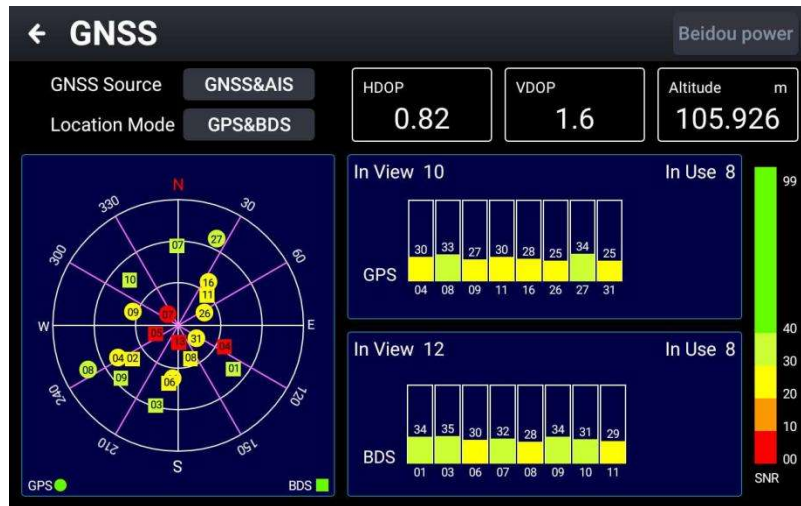 GNSS
Beidou power
GNSS Source GNSS&AIS
Location Mode GPS&BDS
HDOP
0.82
VDOP
1.6
Altitude m
105.926
N
330
30
300
60
W
E
240
120
210
150
S
07
27
10
16
11
09
07
26
05
13
31
04
04
02
08
01
08
09
06
03
GPS
BDS
In View 10 In Use 8
30 33 27 30 28 25 34 25
GPS
04 08 09 11 16 26 27 31
In View 12 In Use 8
34 35 30 32 28 34 31 29
BDS
01 03 06 07 08 09 10 11
99
40
30
20
10
00
SNR